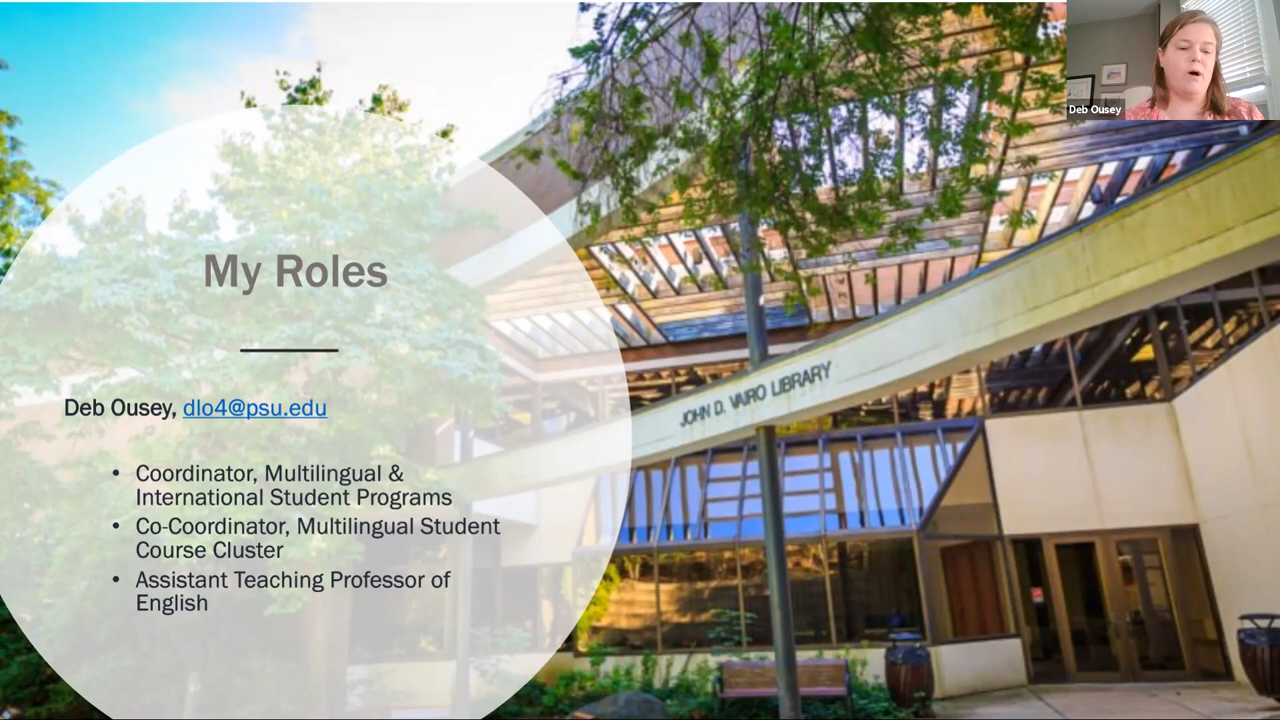 Deb Ousey
My Roles
Deb Ousey, dlo4@psu.edu
• Coordinator, Multilingual &
International Student Programs
• Co-Coordinator, Multilingual Student
Course Cluster
• Assistant Teaching Professor of
English
JOHN D. VAIRO LIBRARY